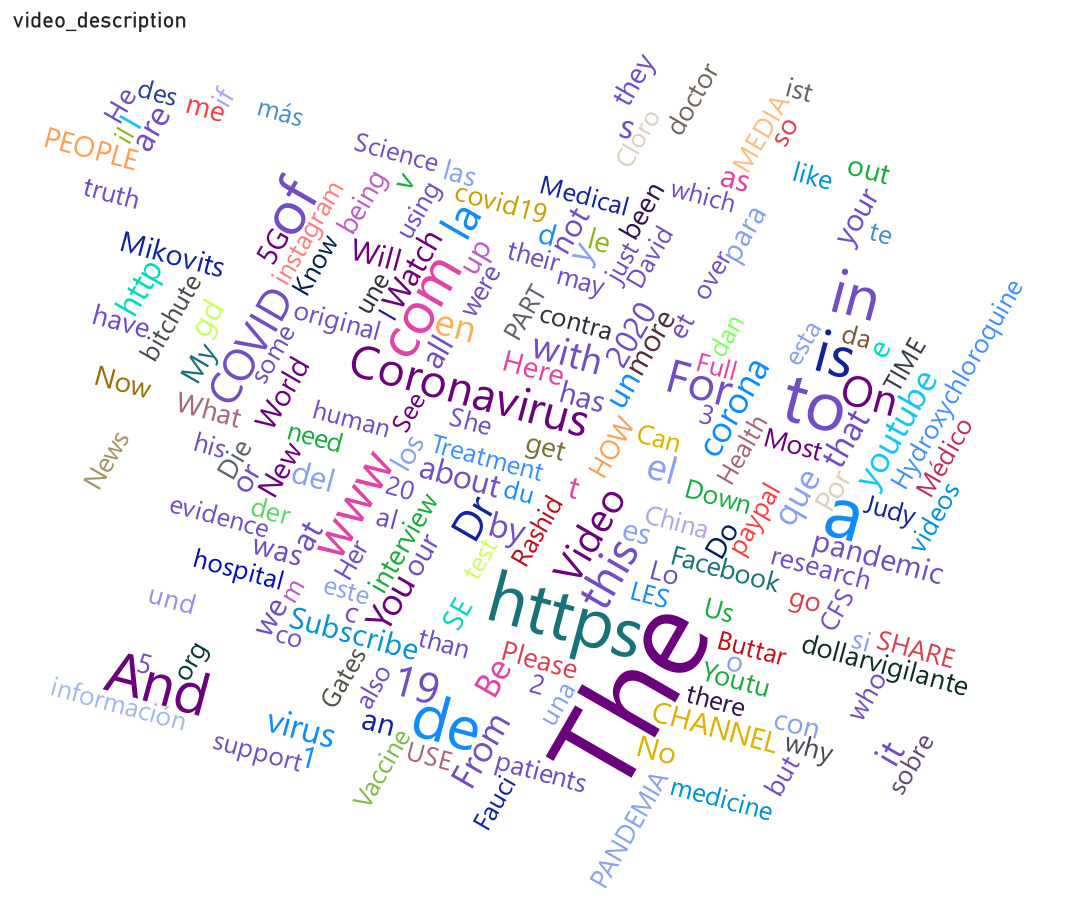 video_description
they
doctor
ist
s
Cloro
MEDIA
so
He
des
me
if
más
il
il
are
PEOPLE
truth
Science
las
v
being
using
covid19
Medical
been
which
as
like
out
your
te
of
instagram
5G
Know
Will
Watch
I
la
d
not
y
le
up
their
may
just
David
over
para
Mikovits
http
bitchute
have
gd
My
COVID
some
original
une
com
en
all
were
PART
contra
with
2020
more
et
dan
in
is
esta
da
e
TIME
Hydroxychloroquine
Now
What
World
Coronavirus
Here
has
un
For
Full
3
corona
to
On
youtube
that
News
his
Die
or
New
human
need
del
See
She
los
Treatment
get
HOW
Can
el
Health
Most
Médico
evidence
der
was
at
www
20
al
about
du
t
Down
paypal
que
Por
a
Judy
videos
hospital
m
we
co
Her
este
c
interview
our
You
Dr
by
test
Rashid
Video
this
es
China
Do
Facebook
Lo
LES
research
pandemic
go
CFS
und
Subscribe
than
SE
https
The
Us
Buttar
o
si
SHARE
dollarvigilante
And
5
org
información
Gates
also
19
Be
Please
2
una
Youtu
there
CHANNEL
con
why
who
virus
1
support
an
de
USE
Vaccine
From
patients
Fauci
No
PANDEMIA
medicine
but
it
sobre